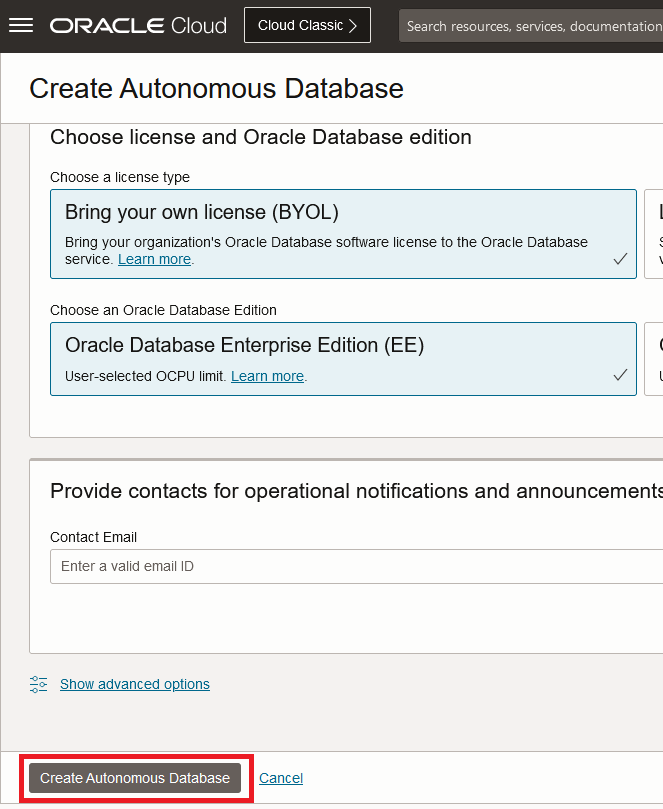 ORACLE Cloud
Cloud Classic
Search resources, services, documentation
Create Autonomous Database
Choose license and Oracle Database edition
Choose a license type
Bring your own license (BYOL)
Bring your organization's Oracle Database software license to the Oracle Database
service. Learn more.
Choose an Oracle Database Edition
Oracle Database Enterprise Edition (EE)
User-selected OCPU limit. Learn more.
Provide contacts for operational notifications and announcements
Contact Email
Enter a valid email ID
Show advanced options
Create Autonomous Database
Cancel